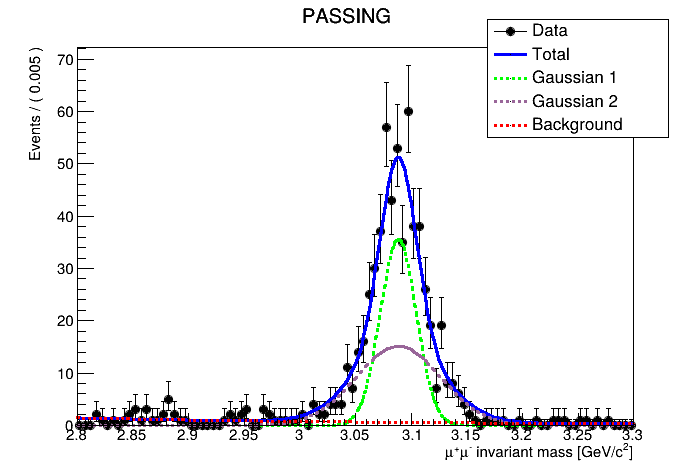 PASSING
Data
Total
Gaussian 1
Gaussian 2
Background
Events / ( 0.005 )
70
60
50
40
30
20
10
0
2.8 2.85 2.9 2.95 3 3.05 3.1 3.15 3.2 3.25 3.3
μ⁺μ⁻ invariant mass [GeV/c²]